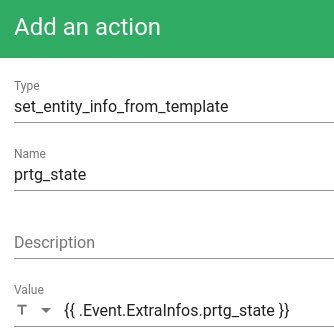 Add an action
Type
set_entity_info_from_template
Name
prtg_state
Description
Value
T {{ .Event.ExtraInfos.prtg_state }}